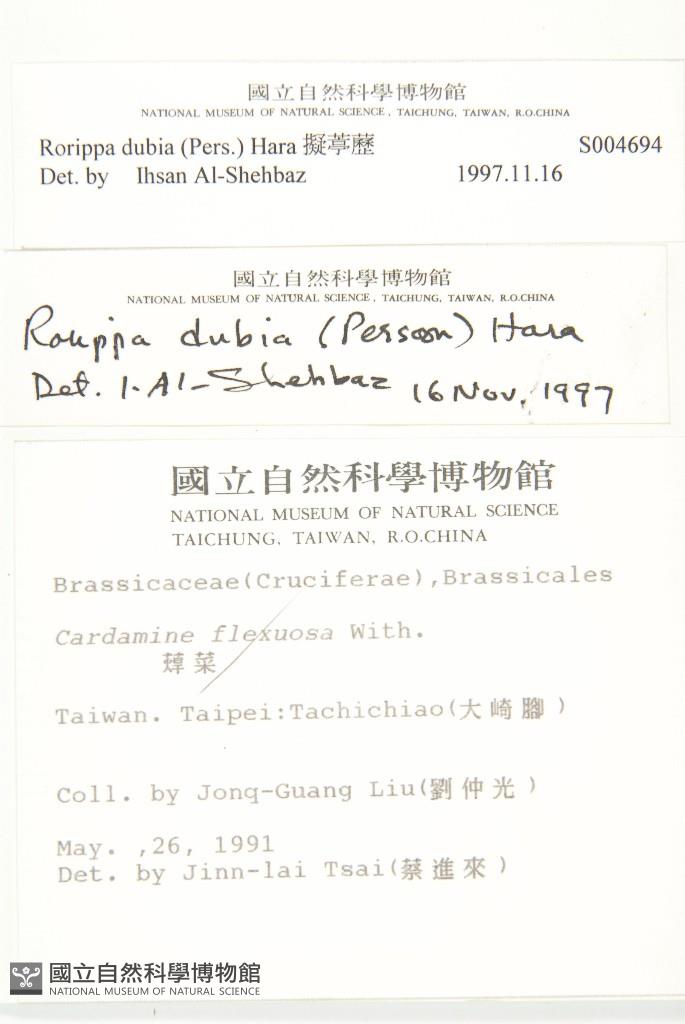 國立自然科學博物館
NATIONAL MUSEUM OF NATURAL SCIENCE, TAICHUNG, TAIWAN, R.O.CHINA
Rorippa dubia (Pers.) Hara 擬葶藶 S004694
Det. by Ihsan Al-Shehbaz 1997.11.16
國立自然科學博物館
NATIONAL MUSEUM OF NATURAL SCIENCE, TAICHUNG, TAIWAN, R.O.CHINA
Rorippa dubia (Persoon) Hara
Det. I. Al-Shehbaz 16 Nov. 1997
國立自然科學博物館
NATIONAL MUSEUM OF NATURAL SCIENCE
TAICHUNG, TAIWAN, R.O.CHINA
Brassicaceae(Cruciferae),Brassicales
Cardamine flexuosa With.
焊菜
Taiwan. Taipei:Tachichiao(大崎腳)
Coll. by Jonq-Guang Liu(劉仲光)
May. ,26, 1991
Det. by Jinn-lai Tsai(蔡進來)
國立自然科學博物館
NATIONAL MUSEUM OF NATURAL SCIENCE